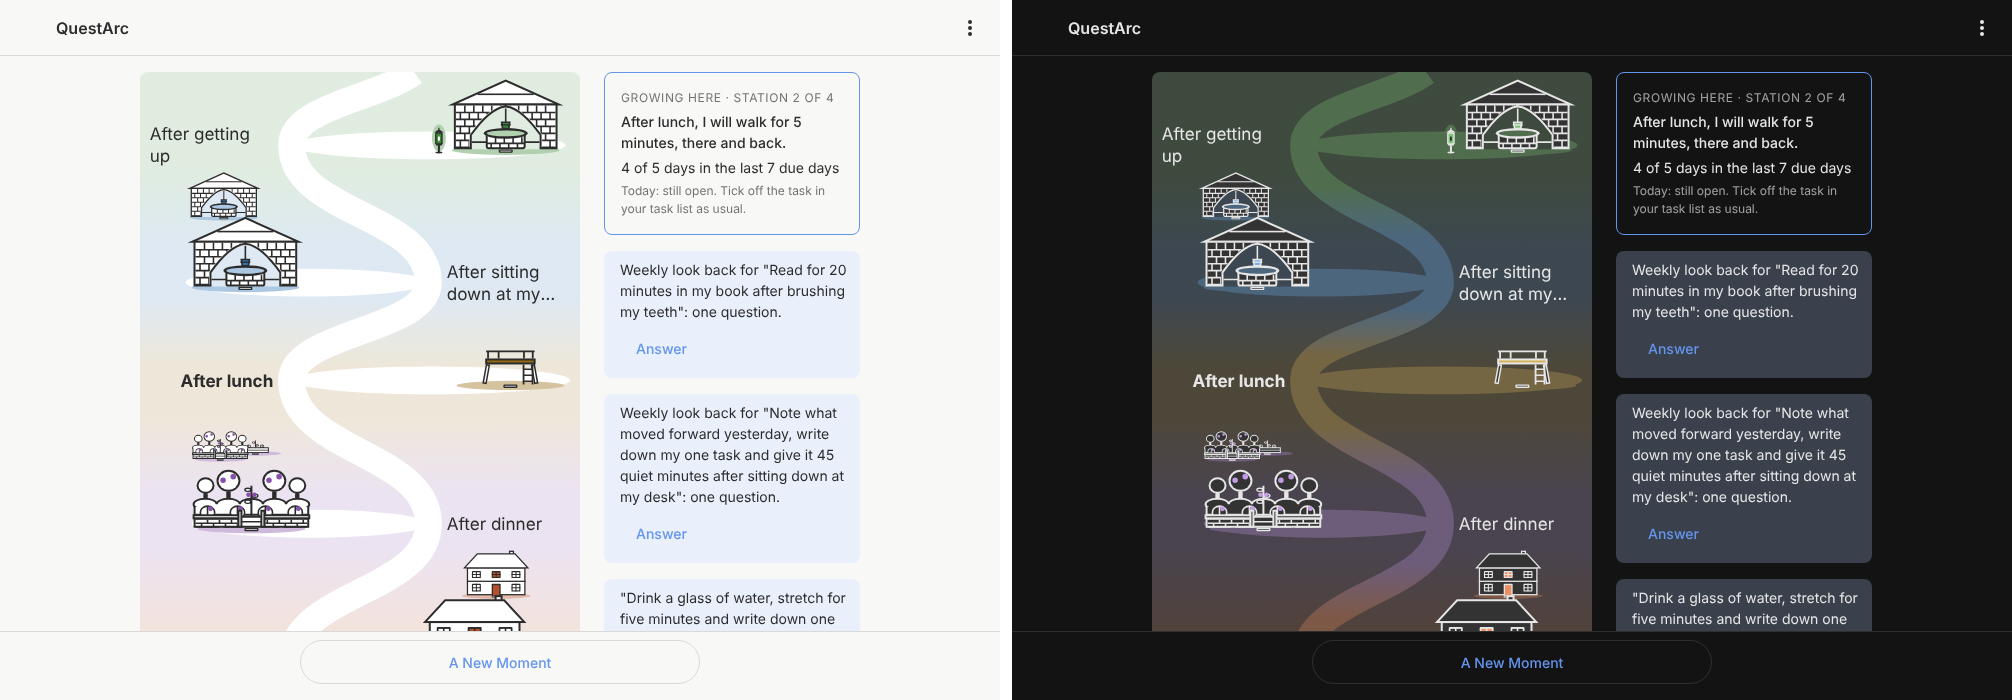 QuestArc
After getting
up
After sitting
down at my...
After lunch
After dinner
GROWING HERE · STATION 2 OF 4
After lunch, I will walk for 5
minutes, there and back.
4 of 5 days in the last 7 due days
Today: still open. Tick off the task in
your task list as usual.
Weekly look back for "Read for 20
minutes in my book after brushing
my teeth": one question.
Answer
Weekly look back for "Note what
moved forward yesterday, write
down my one task and give it 45
quiet minutes after sitting down at
my desk": one question.
Answer
"Drink a glass of water, stretch for
five minutes and write down one
A New Moment
QuestArc
After getting
up
After sitting
down at my...
After lunch
After dinner
GROWING HERE · STATION 2 OF 4
After lunch, I will walk for 5
minutes, there and back.
4 of 5 days in the last 7 due days
Today: still open. Tick off the task in
your task list as usual.
Weekly look back for "Read for 20
minutes in my book after brushing
my teeth": one question.
Answer
Weekly look back for "Note what
moved forward yesterday, write
down my one task and give it 45
quiet minutes after sitting down at
my desk": one question.
Answer
"Drink a glass of water, stretch for
five minutes and write down one
A New Moment